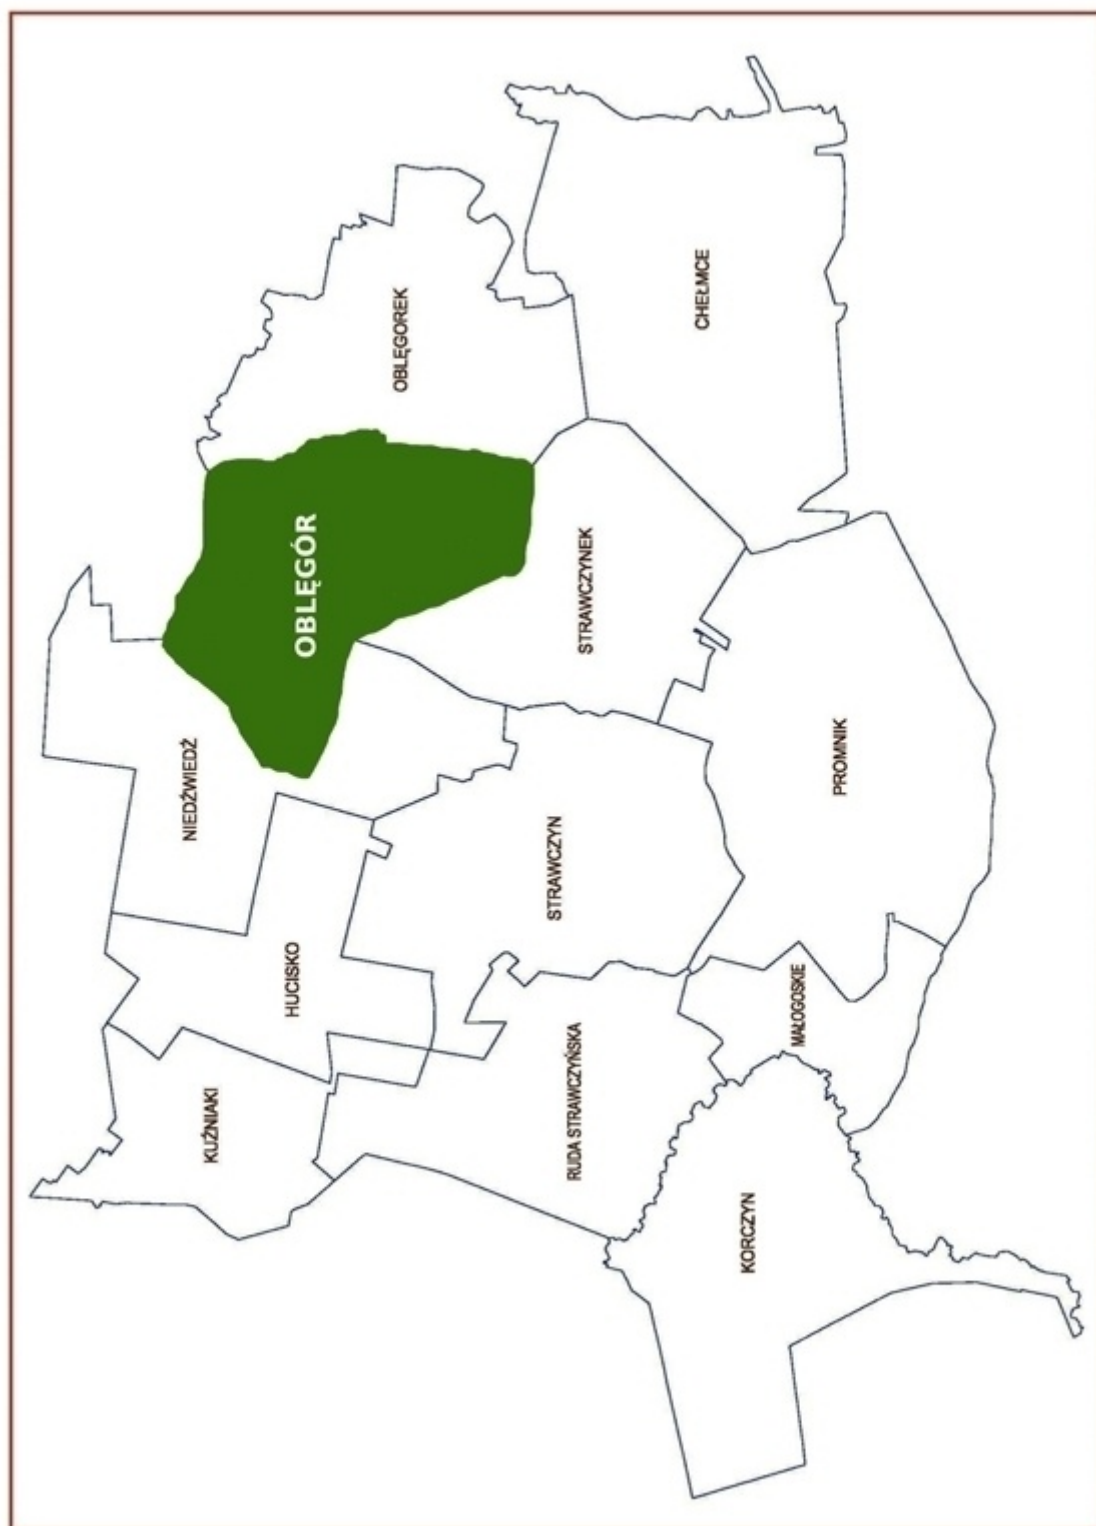 KUŹNIAKI
HUCISKO
NIEDŹWIEDŹ
OBLĘGÓR
OBLĘGOREK
RUDA STRAWCZYŃSKA
STRAWCZYN
STRAWCZYNEK
KORCZYN
MAŁOGOSKIE
PROMNIK
CHEŁMCE